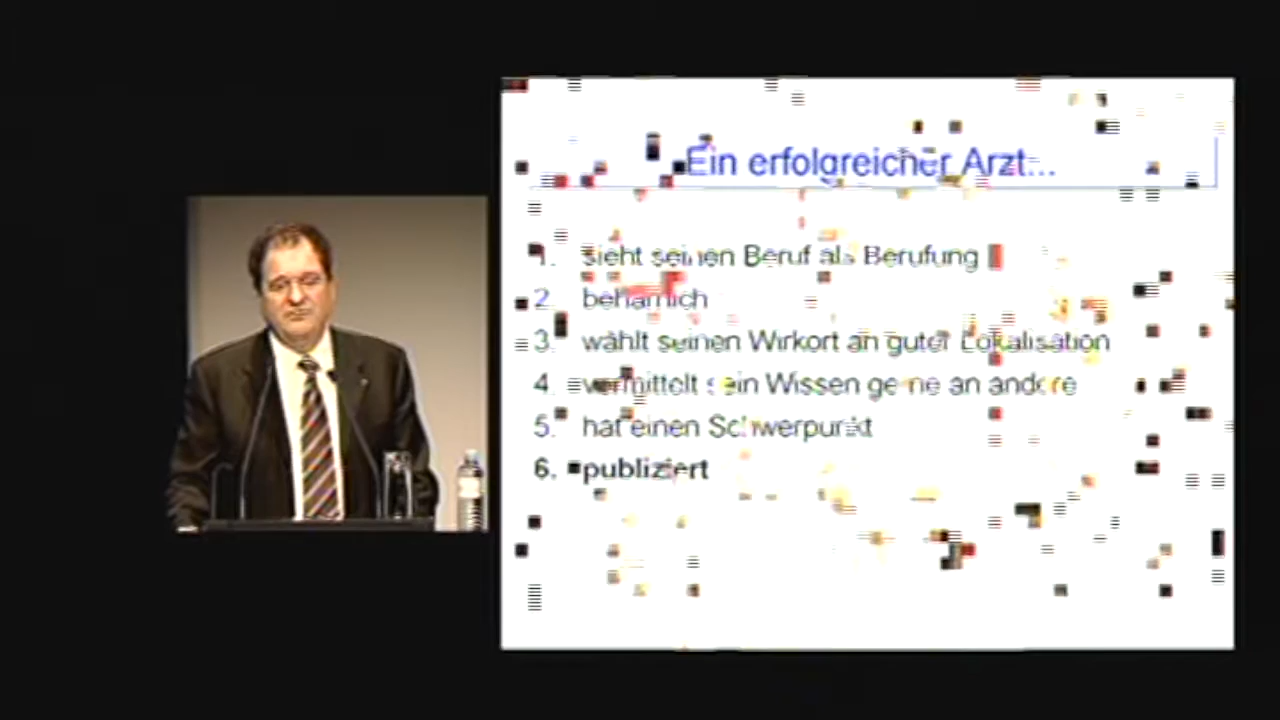 Ein erfolgreicher Arzt...
1. sieht seinen Beruf als Berufung
2. beharrlich
3. wählt seinen Wirkort an guter Lokalisation
4. vermittelt sein Wissen gerne an andere
5. hat einen Schwerpunkt
6. publiziert